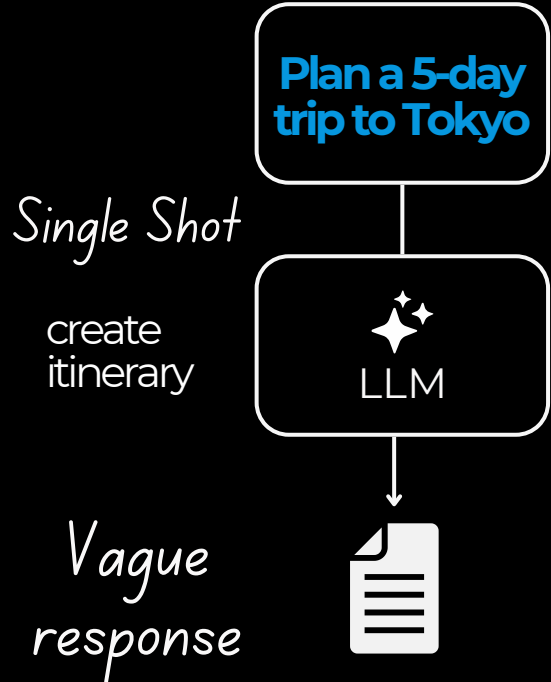 Plan a 5-day
trip to Tokyo
Single Shot
create
itinerary
LLM
Vague
response